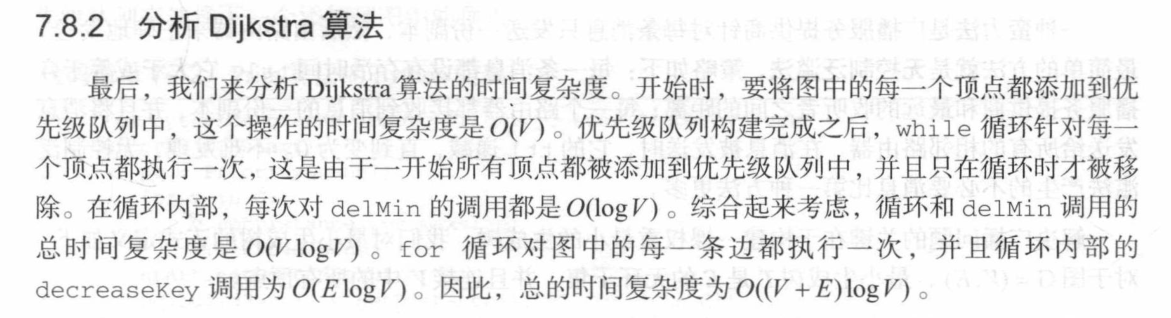 7.8.2 分析 Dijkstra 算法
最后，我们来分析 Dijkstra 算法的时间复杂度。开始时，要将图中的每一个顶点都添加到优
先级队列中，这个操作的时间复杂度是 O(V)。优先级队列构建完成之后，while 循环针对每一
个顶点都执行一次，这是由于一开始所有顶点都被添加到优先级队列中，并且只在循环时才被移
除。在循环内部，每次对 delMin 的调用都是 O(logV)。综合起来考虑，循环和 delMin 调用的
总时间复杂度是 O(V logV)。for 循环对图中的每一条边都执行一次，并且循环内部的
decreaseKey 调用为 O(E logV)。因此，总的时间复杂度为 O((V + E)logV)。